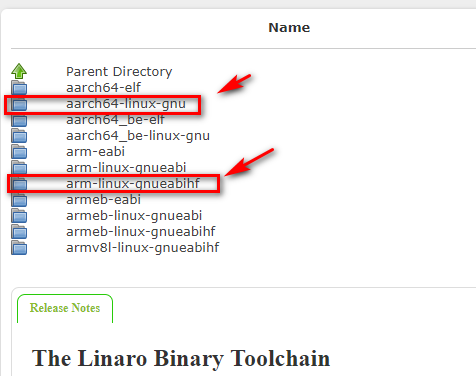 Name
Parent Directory
aarch64-elf
aarch64-linux-gnu
aarch64_be-elf
aarch64_be-linux-gnu
arm-eabi
arm-linux-gnueabi
arm-linux-gnueabihf
armeb-eabi
armeb-linux-gnueabi
armeb-linux-gnueabihf
armv8l-linux-gnueabihf
Release Notes
The Linaro Binary Toolchain